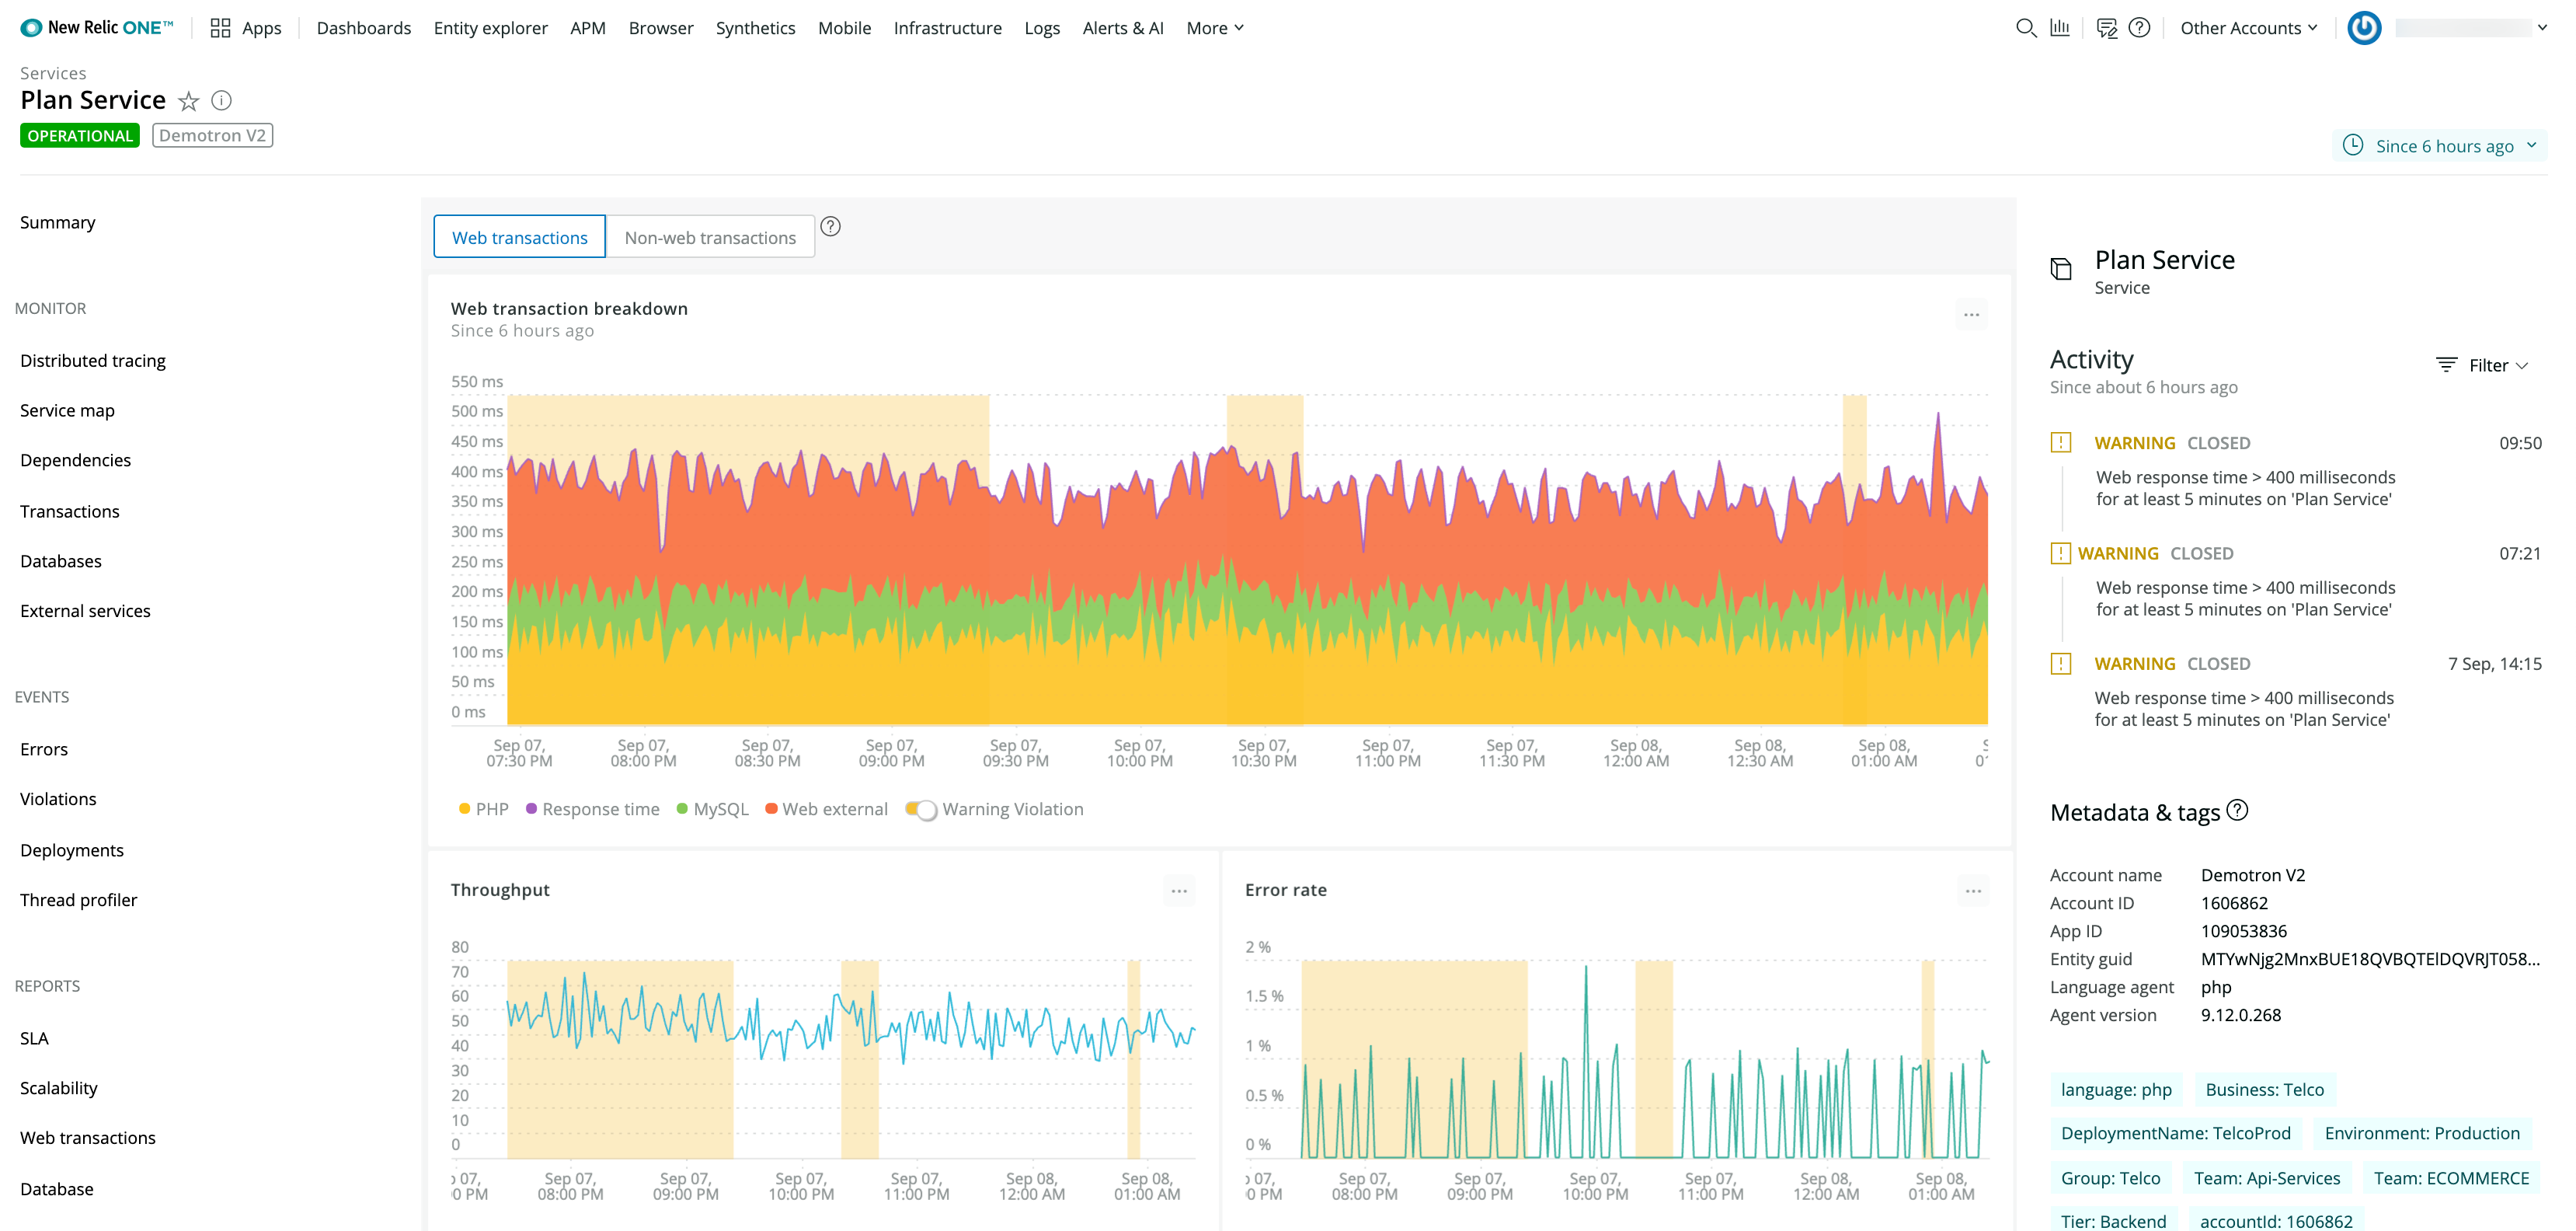 New Relic ONE™ Apps Dashboards Entity explorer APM Browser Synthetics Mobile Infrastructure Logs Alerts & AI More Other Accounts
Services
Plan Service
OPERATIONAL Demotron V2
Since 6 hours ago
Summary
MONITOR
Distributed tracing
Service map
Dependencies
Transactions
Databases
External services
EVENTS
Errors
Violations
Deployments
Thread profiler
REPORTS
SLA
Scalability
Web transactions
Database
Web transactions Non-web transactions
Web transaction breakdown
Since 6 hours ago
550 ms
500 ms
450 ms
400 ms
350 ms
300 ms
250 ms
200 ms
150 ms
100 ms
50 ms
0 ms
Sep 07, Sep 07, Sep 07, Sep 07, Sep 07, Sep 07, Sep 07, Sep 07, Sep 07, Sep 08, Sep 08, Sep 08,
07:30 PM 08:00 PM 08:30 PM 09:00 PM 09:30 PM 10:00 PM 10:30 PM 11:00 PM 11:30 PM 12:00 AM 12:30 AM 01:00 AM
PHP Response time MySQL Web external Warning Violation
Throughput
80
70
60
50
40
30
20
10
0
07, Sep 07, Sep 07, Sep 07, Sep 07, Sep 08, Sep 08,
0 PM 08:00 PM 09:00 PM 10:00 PM 11:00 PM 12:00 AM 01:00 AM
Error rate
2 %
1.5 %
1 %
0.5 %
0 %
07, Sep 07, Sep 07, Sep 07, Sep 07, Sep 08, Sep 08,
0 PM 08:00 PM 09:00 PM 10:00 PM 11:00 PM 12:00 AM 01:00 AM
Plan Service
Service
Activity
Filter
Since about 6 hours ago
WARNING CLOSED 09:50
Web response time > 400 milliseconds
for at least 5 minutes on 'Plan Service'
WARNING CLOSED 07:21
Web response time > 400 milliseconds
for at least 5 minutes on 'Plan Service'
WARNING CLOSED 7 Sep, 14:15
Web response time > 400 milliseconds
for at least 5 minutes on 'Plan Service'
Metadata & tags
Account name Demotron V2
Account ID 1606862
App ID 109053836
Entity guid MTYwNjg2MnxBUE18QVBQTElDQVRJT058...
Language agent php
Agent version 9.12.0.268
language: php Business: Telco
DeploymentName: TelcoProd Environment: Production
Group: Telco Team: Api-Services Team: ECOMMERCE
Tier: Backend accountId: 1606862